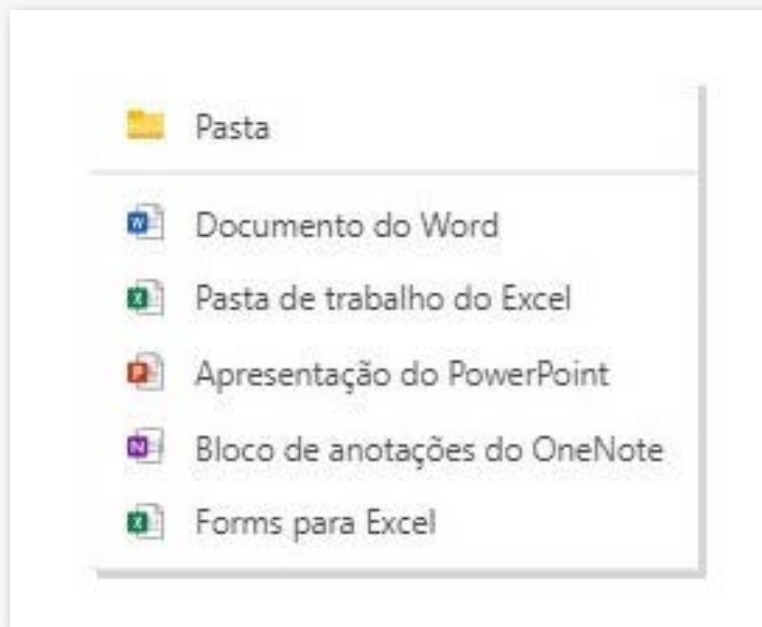 Pasta
Documento do Word
Pasta de trabalho do Excel
Apresentação do PowerPoint
Bloco de anotações do OneNote
Forms para Excel